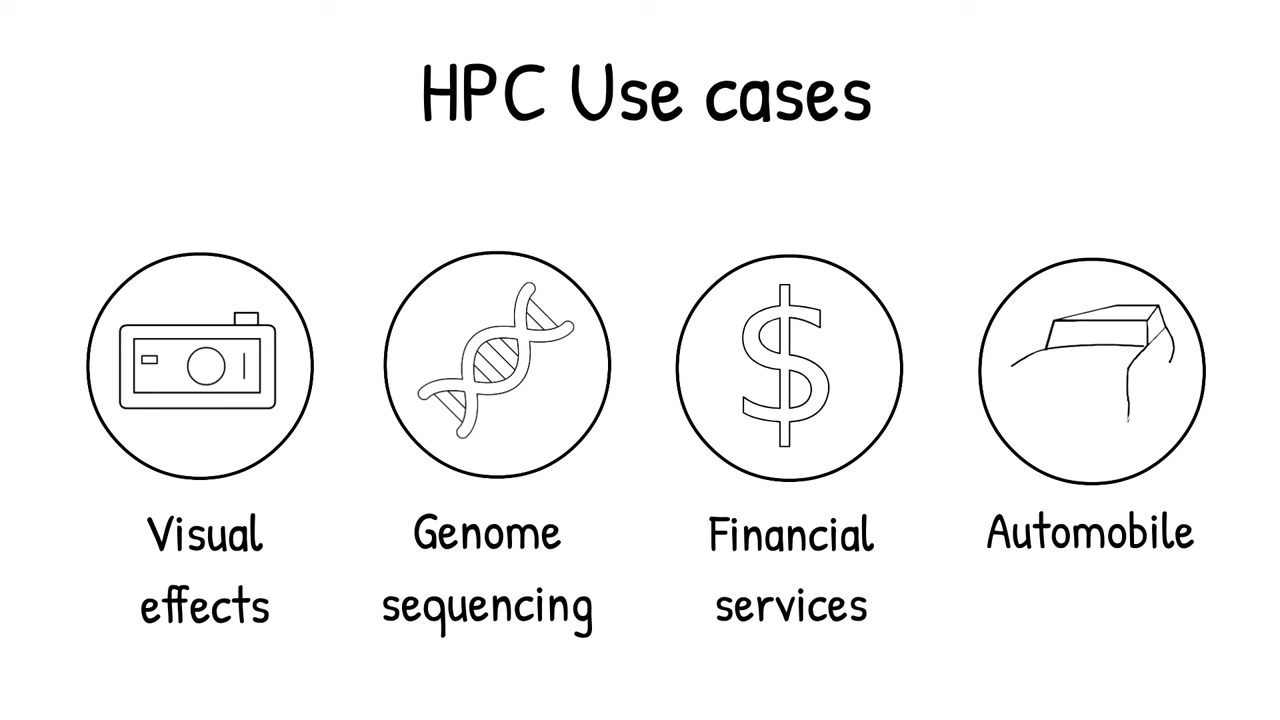 HPC Use cases
Visual
effects
Genome
sequencing
Financial
services
Automobile